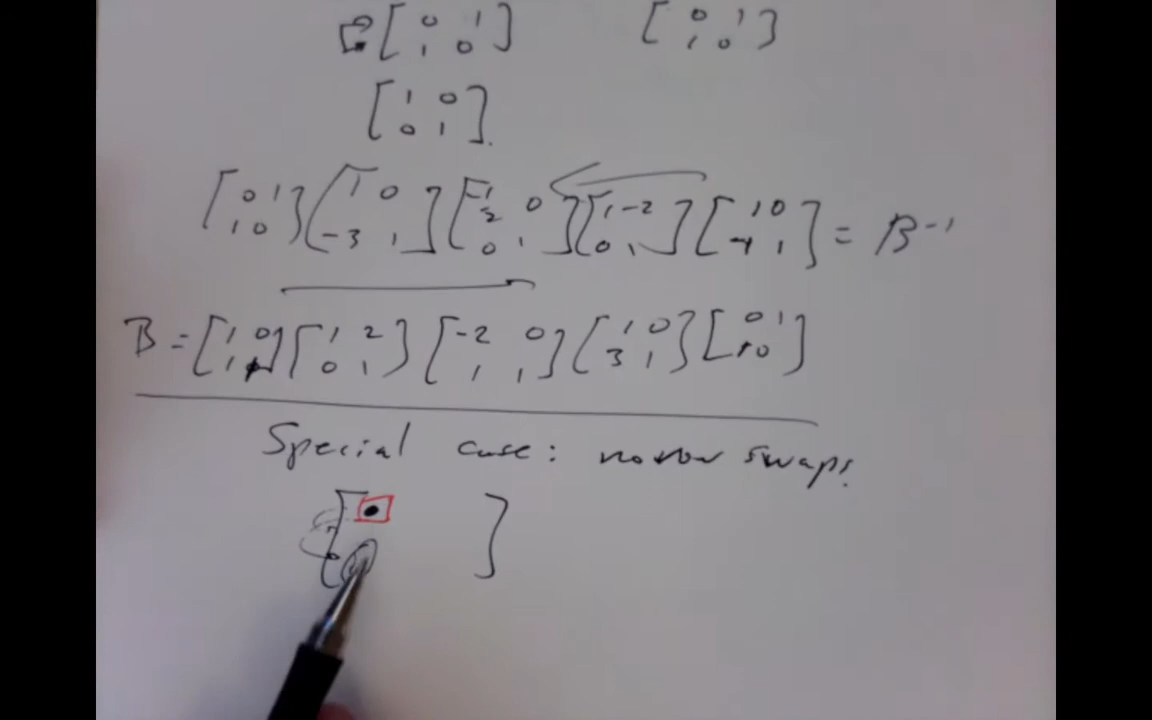 [0 1; 1 0] [0 1; 1 0]
[1 0; 0 1]
[0 1; 1 0] [1 0; -3 1] [-1/2 0; 0 1] [1 -2; 0 1] [1 0; -1 1] = B⁻¹
B = [1 0; 1 1] [1 2; 0 1] [-2 0; 1 1] [1 0; 3 1] [0 1; 1 0]
Special case: no row swaps!